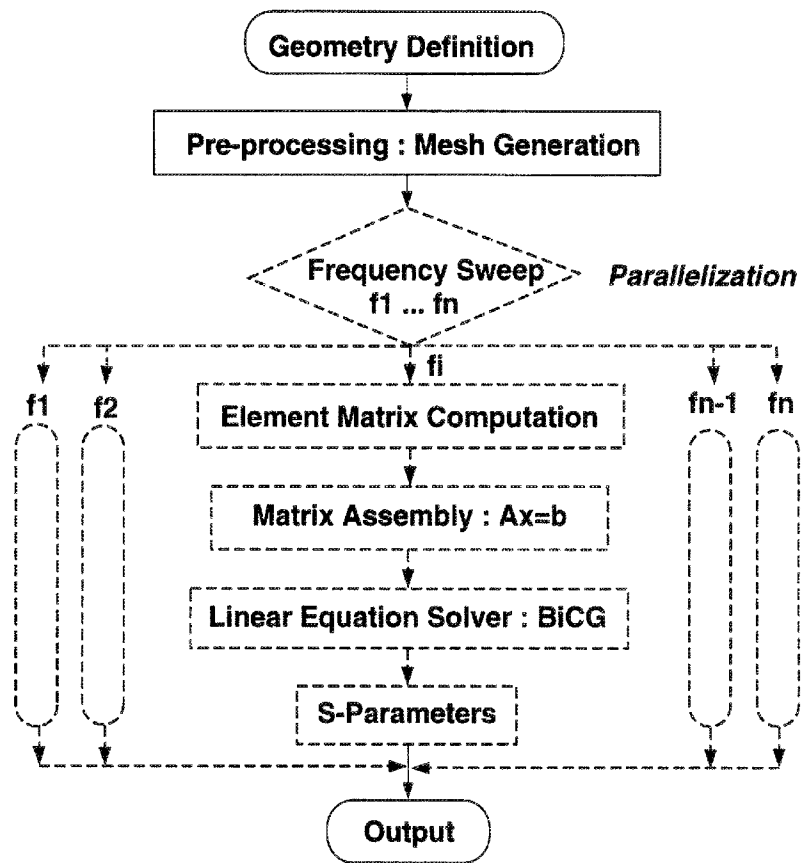 Geometry Definition
Pre-processing : Mesh Generation
Frequency Sweep
f1 ... fn
Parallelization
fi
f1
f2
fn-1
fn
Element Matrix Computation
Matrix Assembly : Ax=b
Linear Equation Solver : BiCG
S-Parameters
Output